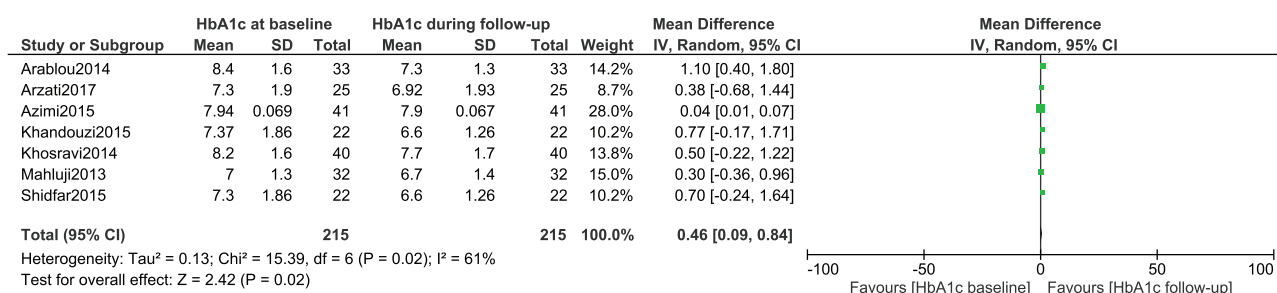 HbA1c at baseline HbA1c during follow-up Mean Difference Mean Difference
Study or Subgroup Mean SD Total Mean SD Total Weight IV, Random, 95% CI IV, Random, 95% CI
Arablou2014 8.4 1.6 33 7.3 1.3 33 14.2% 1.10 [0.40, 1.80]
Arzati2017 7.3 1.9 25 6.92 1.93 25 8.7% 0.38 [-0.68, 1.44]
Azimi2015 7.94 0.069 41 7.9 0.067 41 28.0% 0.04 [0.01, 0.07]
Khandouzi2015 7.37 1.86 22 6.6 1.26 22 10.2% 0.77 [-0.17, 1.71]
Khosravi2014 8.2 1.6 40 7.7 1.7 40 13.8% 0.50 [-0.22, 1.22]
Mahluji2013 7 1.3 32 6.7 1.4 32 15.0% 0.30 [-0.36, 0.96]
Shidfar2015 7.3 1.86 22 6.6 1.26 22 10.2% 0.70 [-0.24, 1.64]
Total (95% CI) 215 215 100.0% 0.46 [0.09, 0.84]
Heterogeneity: Tau² = 0.13; Chi² = 15.39, df = 6 (P = 0.02); I² = 61%
Test for overall effect: Z = 2.42 (P = 0.02)
-100 -50 0 50 100
Favours [HbA1c baseline] Favours [HbA1c follow-up]